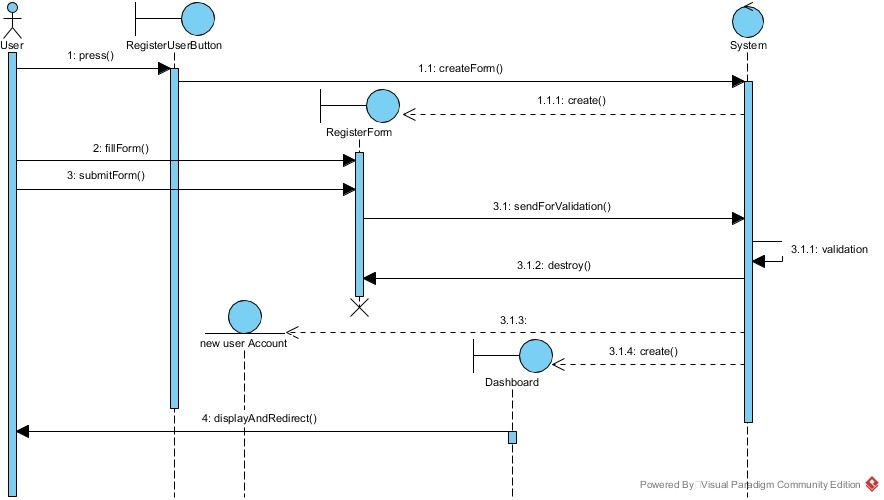 User
RegisterUserButton
System
1: press()
1.1: createForm()
1.1.1: create()
RegisterForm
2: fillForm()
3: submitForm()
3.1: sendForValidation()
3.1.1: validation
3.1.2: destroy()
3.1.3:
new user Account
3.1.4: create()
Dashboard
4: displayAndRedirect()
Powered By Visual Paradigm Community Edition